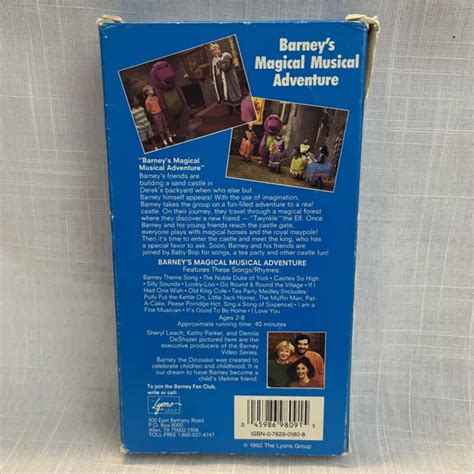 Barney's
Magical Musical
Adventure
"Barney's Magical
Musical Adventure"
Barney's friends are
building a sand castle in
Derek's backyard when who else but
Barney himself appears! With the use of imagination,
Barney takes the group on a fun-filled adventure to a real
castle. On their journey, they travel through a magical forest
where they discover a new friend — "Twynkle" the Elf. Once
Barney and his young friends reach the castle gate,
everyone plays with magical horses and the royal maypole!
Then it's time to enter the castle and meet the king, who has
a special favor to ask. Soon, Barney and his friends are
joined by Baby Bop for songs, a tea party and other castle fun!
BARNEY'S MAGICAL MUSICAL ADVENTURE
Features These Songs/Rhymes:
Barney Theme Song • The Noble Duke of York • Castles So High
• Silly Sounds • Looby-Loo • Go Round & Round the Village • If I
Had One Wish • Old King Cole • Tea Party Medley (Includes:
Polly Put the Kettle On, Little Jack Horner, The Muffin Man, Pat-
A-Cake, Pease Porridge Hot, Sing a Song of Sixpence) • I am a
Fine Musician • It's Good To Be Home • I Love You
Ages 2-8
Approximate running time: 40 minutes
Sheryl Leach, Kathy Parker, and Dennis
DeShazer pictured here are the
executive producers of the Barney
Video Series.
Barney the Dinosaur was created to
celebrate children and childhood. It is
our dream to have Barney become a
child's lifetime friend.
To join the Barney Fan Club,
write or call:
Lyons
GROUP
300 East Bethany Road
P.O. Box 8000
Allen, TX 75002-1306
TOLL-FREE 1-800-527-4747
0 45986 98091 3
ISBN-0-7829-0180-8
© 1992 The Lyons Group